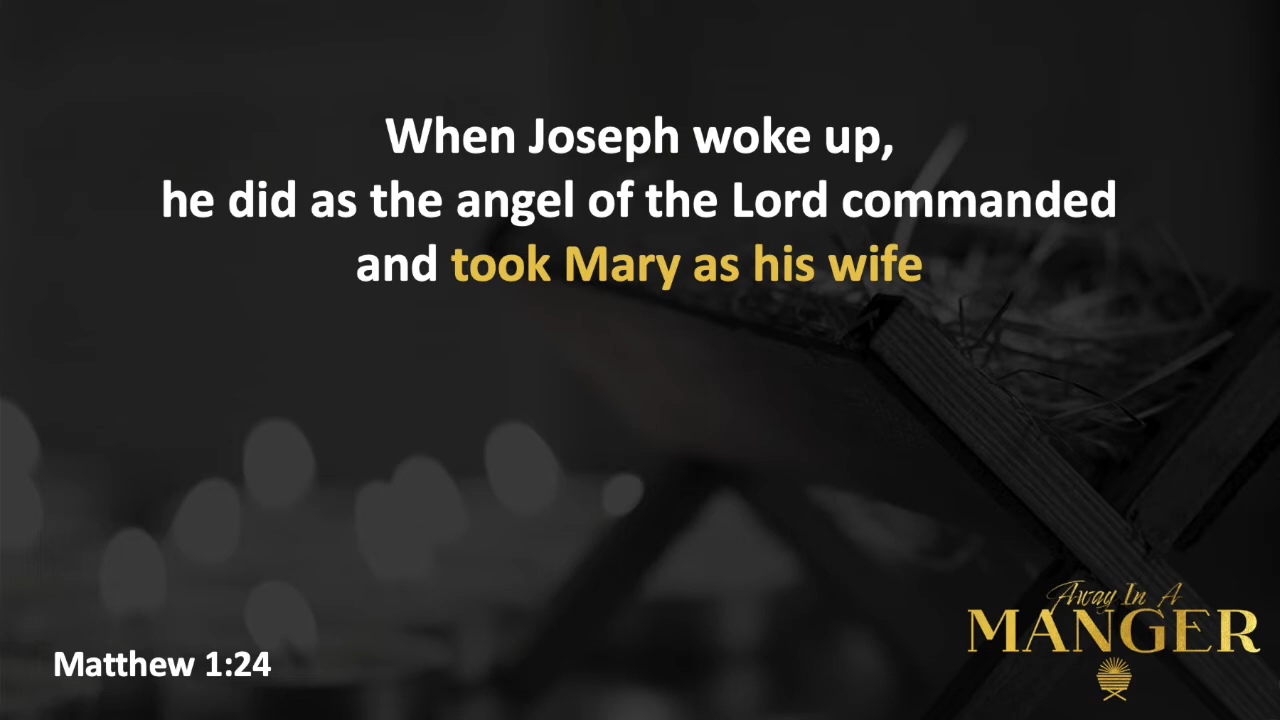 When Joseph woke up,
he did as the angel of the Lord commanded
and took Mary as his wife
Matthew 1:24
Away In A
MANGER